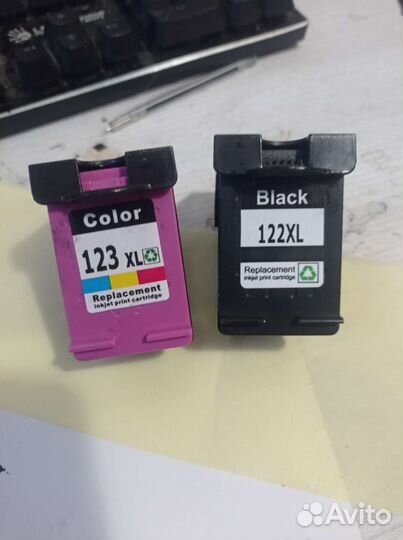 Color
123 XL
Replacement
inkjet print cartridge
Black
122XL
Replacement
inkjet print cartridge
Avito